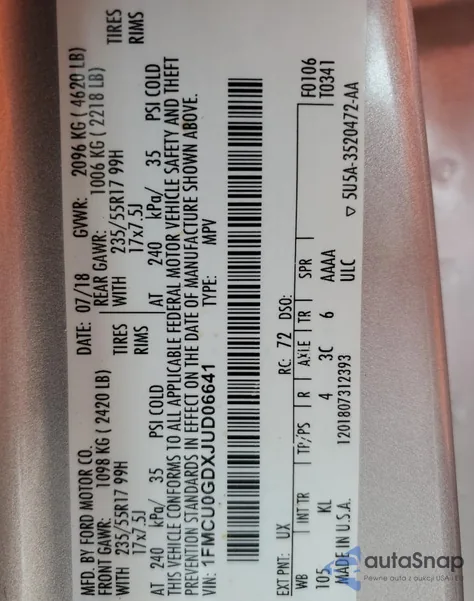 MFD. BY FORD MOTOR CO. DATE: 07/18 GVWR: 2096 KG ( 4620 LB)
FRONT GAWR: 1098 KG ( 2420 LB) REAR GAWR: 1006 KG ( 2218 LB)
WITH 235/55R17 99H TIRES WITH 235/55R17 99H TIRES
17x7.5J RIMS 17x7.5J RIMS
AT 240 kPa/ 35 PSI COLD AT 240 kPa/ 35 PSI COLD
THIS VEHICLE CONFORMS TO ALL APPLICABLE FEDERAL MOTOR VEHICLE SAFETY AND THEFT
PREVENTION STANDARDS IN EFFECT ON THE DATE OF MANUFACTURE SHOWN ABOVE.
VIN: 1FMCU0GDXJUD06641 TYPE: MPV
F0106
T0341
EXT PNT: UX RC: 72 DSO:
WB INT TR TP/PS R AXLE TR SPR
105 KL 4 3C 6 AAAA
ULC
MADE IN U.S.A. 1201807312393 ▽ 5U5A-3520472-AA
autaSnap
Pewne auta z aukcji USA i EU